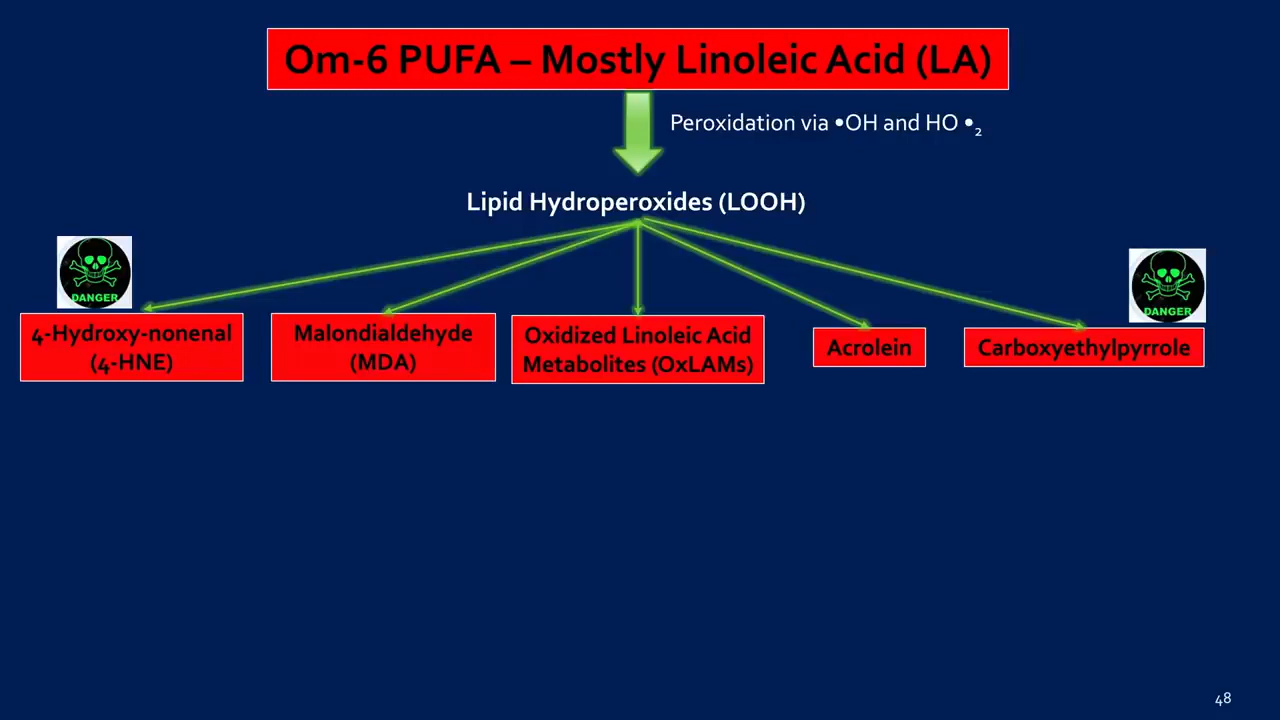 Om-6 PUFA – Mostly Linoleic Acid (LA)
Peroxidation via •OH and HO •₂
Lipid Hydroperoxides (LOOH)
DANGER
DANGER
4-Hydroxy-nonenal
(4-HNE)
Malondialdehyde
(MDA)
Oxidized Linoleic Acid
Metabolites (OxLAMs)
Acrolein
Carboxyethylpyrrole
48